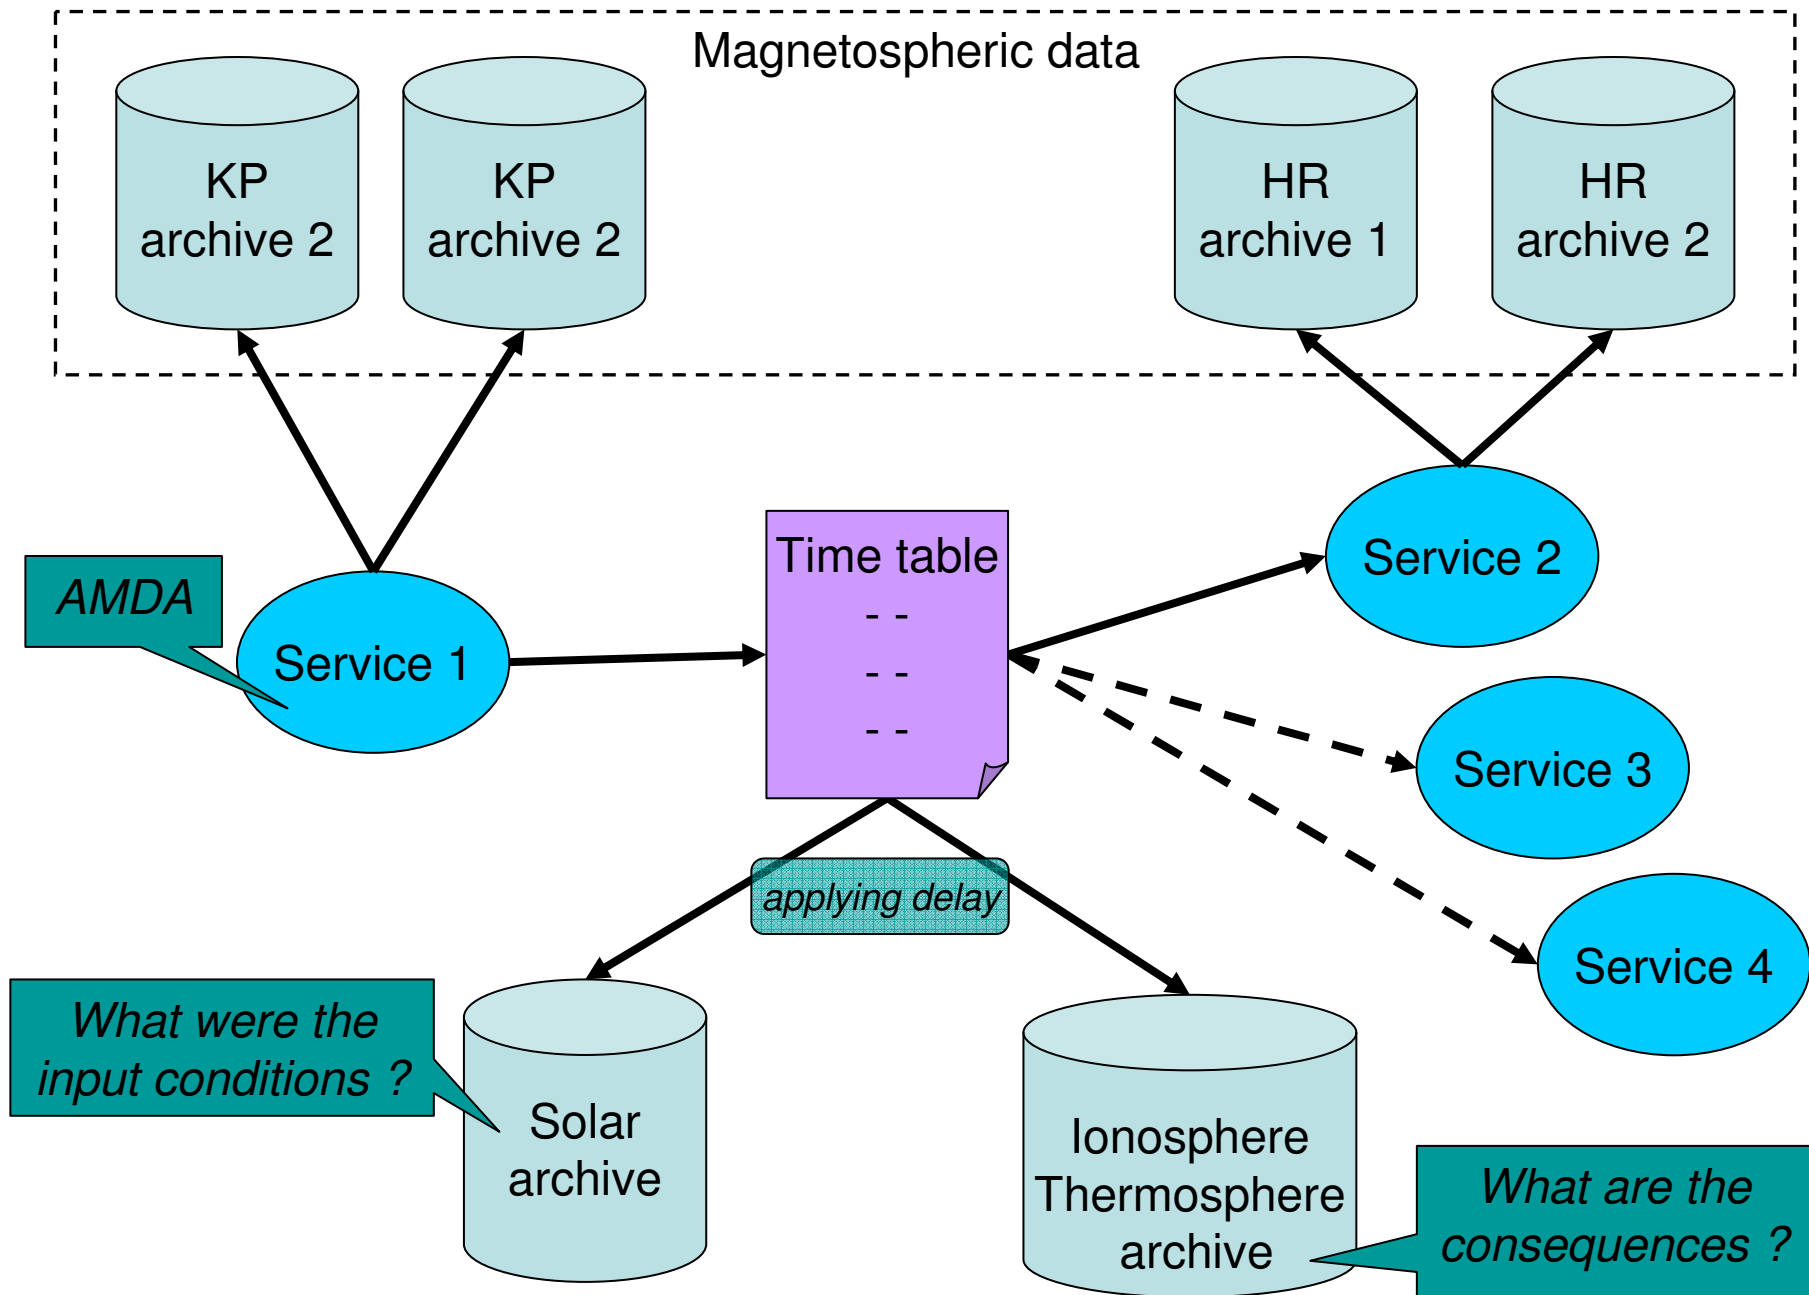 Magnetospheric data
KP
archive 2
KP
archive 2
HR
archive 1
HR
archive 2
AMDA
Service 1
Time table
- -
- -
- -
Service 2
Service 3
Service 4
applying delay
What were the
input conditions ?
Solar
archive
Ionosphere
Thermosphere
archive
What are the
consequences ?